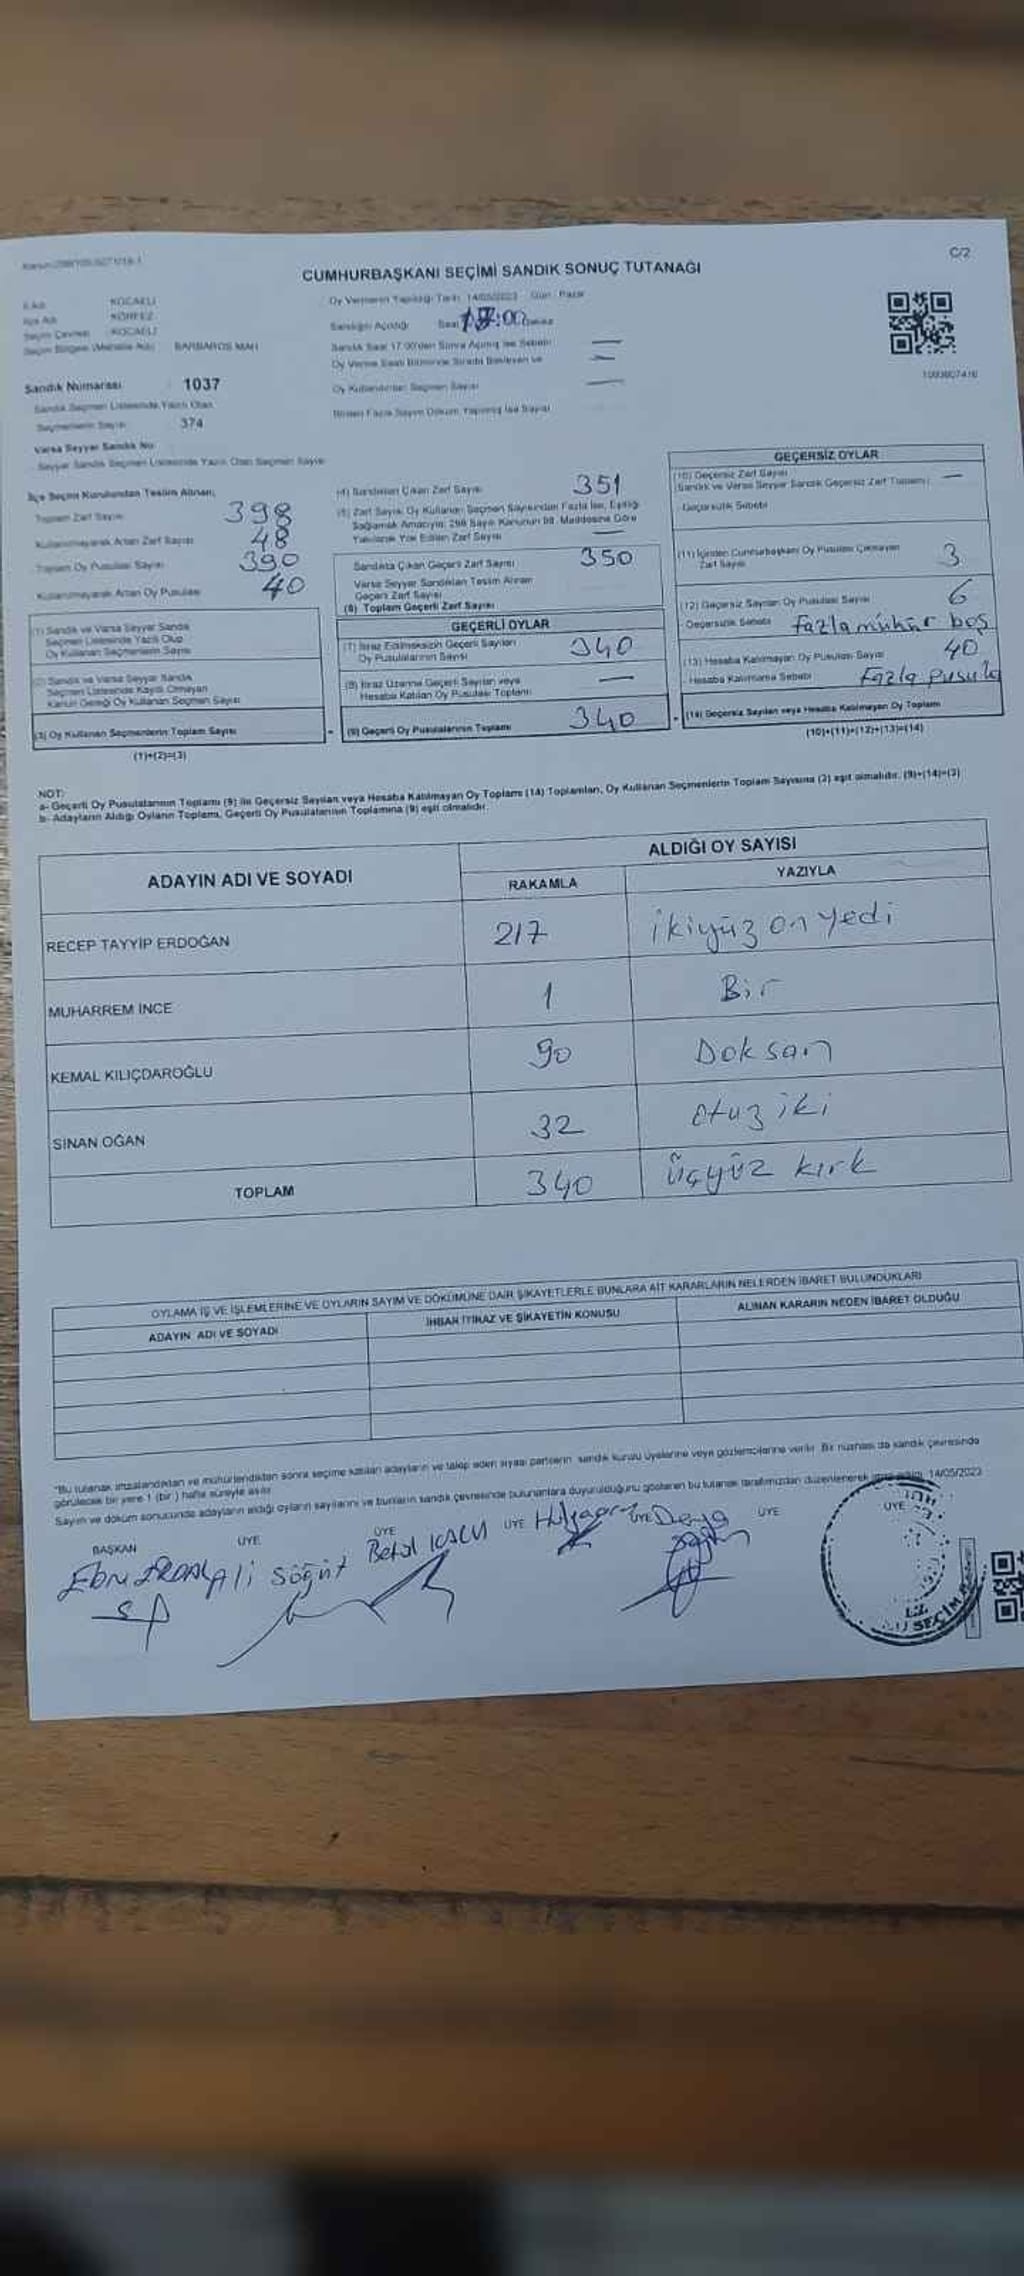 C/2
CUMHURBAŞKANI SEÇİMİ SANDIK SONUÇ TUTANAĞI
İl Adı KOCAELİ
İlçe Adı KÖRFEZ
Seçim Çevresi KOCAELİ
Seçim Bölgesi (Mahalle Adı) BARBAROS MAH
Sandık Numarası : 1037
Sandık Seçmen Listesinde Yazılı Olan
Seçmenlerin Sayısı : 374
Varsa Seyyar Sandık No:
Seyyar Sandık Seçmen Listesinde Yazılı Olan Seçmen Sayısı
Oy Vermenin Yapıldığı Tarih 14/05/2023 Gün Pazar
Sandığın Açıldığı Saat 17:00
Sandık Saat 17.00'den Sonra Açılmış İse Sebebi —
Oy Verme Saati Bitiminde Sırada Bekleyen ve —
Oy Kullandırılan Seçmen Sayısı —
Birden Fazla Sayım Döküm Yapılmış İse Sayısı
1093607416
İlçe Seçim Kurulundan Teslim Alınan;
Toplam Zarf Sayısı 398
Kullanılmayarak Artan Zarf Sayısı 48
Toplam Oy Pusulası Sayısı 390
Kullanılmayarak Artan Oy Pusulası 40
(1) Sandık ve Varsa Seyyar Sandık
Seçmen Listesinde Yazılı Olup
Oy Kullanan Seçmenlerin Sayısı
(2) Sandık ve Varsa Seyyar Sandık
Seçmen Listesinde Kayıtlı Olmayan
Kanun Gereği Oy Kullanan Seçmen Sayısı
(3) Oy Kullanan Seçmenlerin Toplam Sayısı
(1)+(2)=(3)
(4) Sandıktan Çıkan Zarf Sayısı 351
(5) Zarf Sayısı, Oy Kullanan Seçmen Sayısından Fazla İse, Eşitliği
Sağlamak Amacıyla; 298 Sayılı Kanunun 98. Maddesine Göre
Yakılarak Yok Edilen Zarf Sayısı —
Sandıkta Çıkan Geçerli Zarf Sayısı 350
Varsa Seyyar Sandıktan Teslim Alınan
Geçerli Zarf Sayısı
(6) Toplam Geçerli Zarf Sayısı
GEÇERLİ OYLAR
(7) İtiraz Edilmeksizin Geçerli Sayılan
Oy Pusulalarının Sayısı 340
(8) İtiraz Üzerine Geçerli Sayılan veya
Hesaba Katılan Oy Pusulası Toplamı —
(9) Geçerli Oy Pusulalarının Toplamı 340
GEÇERSİZ OYLAR
(10) Geçersiz Zarf Sayısı
(Sandık ve Varsa Seyyar Sandık Geçersiz Zarf Toplamı) —
Geçersizlik Sebebi
(11) İçinden Cumhurbaşkanı Oy Pusulası Çıkmayan
Zarf Sayısı 3
(12) Geçersiz Sayılan Oy Pusulası Sayısı 6
Geçersizlik Sebebi Fazla mühür boş
(13) Hesaba Katılmayan Oy Pusulası Sayısı 40
Hesaba Katılmama Sebebi Fazla pusula
(14) Geçersiz Sayılan veya Hesaba Katılmayan Oy Toplamı
(10)+(11)+(12)+(13)=(14)
NOT:
a- Geçerli Oy Pusulalarının Toplamı (9) ile Geçersiz Sayılan veya Hesaba Katılmayan Oy Toplamı (14) Toplamları, Oy Kullanan Seçmenlerin Toplam Sayısına (3) eşit olmalıdır. (9)+(14)=(3)
b- Adayların Aldığı Oyların Toplamı, Geçerli Oy Pusulalarının Toplamına (9) eşit olmalıdır.
ADAYIN ADI VE SOYADI
ALDIĞI OY SAYISI
RAKAMLA YAZIYLA
RECEP TAYYİP ERDOĞAN 217 ikiyüz on yedi
MUHARREM İNCE 1 Bir
KEMAL KILIÇDAROĞLU 90 Doksan
SİNAN OĞAN 32 otuz iki
TOPLAM 340 üçyüz kırk
OYLAMA İŞ VE İŞLEMLERİNE VE OYLARIN SAYIM VE DÖKÜMÜNE DAİR ŞİKAYETLERLE BUNLARA AİT KARARLARIN NELERDEN İBARET BULUNDUKLARI
ADAYIN ADI VE SOYADI İHBAR İTİRAZ VE ŞİKAYETİN KONUSU ALINAN KARARIN NEDEN İBARET OLDUĞU
"Bu tutanak imzalandıktan ve mühürlendikten sonra seçime katılan adayların ve talep eden siyasi partilerin sandık kurulu üyelerine veya gözlemcilerine verilir. Bir nüshası da sandık çevresinde
görülecek bir yere 1 (bir) hafta süreyle asılır.
Sayım ve döküm sonucunda adayların aldığı oyların sayılarını ve bunların sandık çevresinde bulunanlara duyurulduğunu gösteren bu tutanak tarafımızdan düzenlenerek 14/05/2023
BAŞKAN ÜYE ÜYE ÜYE ÜYE ÜYE ÜYE
Ali Söğüt
SEÇİM